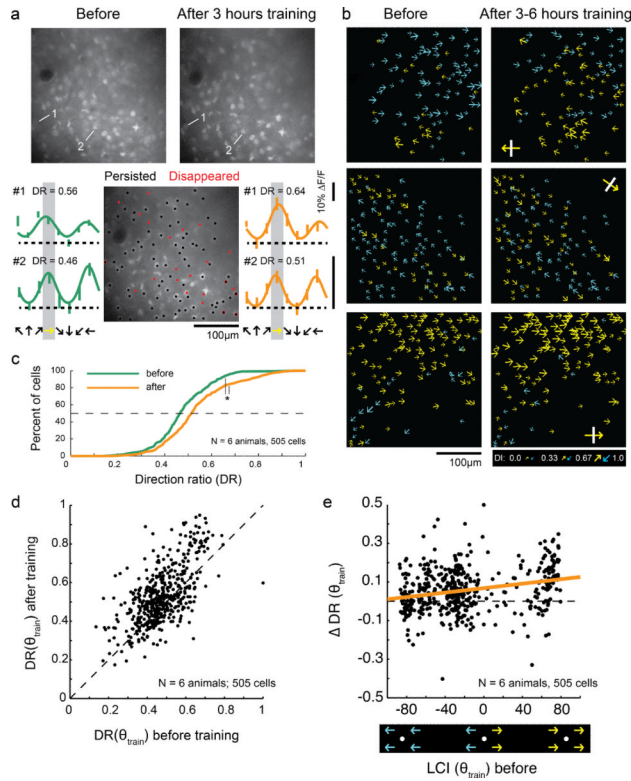 a
Before
After 3 hours training
1
2
1
2
#1 DR = 0.56
Persisted Disappeared
#1 DR = 0.64
10% ΔF/F
#2 DR = 0.46
#2 DR = 0.51
↖↑↗→↘↓↙←
↖↑↗→↘↓↙←
100μm
b
Before
After 3-6 hours training
100μm
DI: 0.0 0.33 0.67 1.0
c
Percent of cells
100
80
60
40
20
0
before
after
*
N = 6 animals, 505 cells
0 0.2 0.4 0.6 0.8 1
Direction ratio (DR)
d
DR(θtrain) after training
1
0.8
0.6
0.4
0.2
0
N = 6 animals; 505 cells
0 0.2 0.4 0.6 0.8 1
DR(θtrain) before training
e
Δ DR (θtrain)
0.5
0.3
0.1
-0.1
-0.3
-0.5
N = 6 animals, 505 cells
-80 -40 0 40 80
LCI (θtrain) before